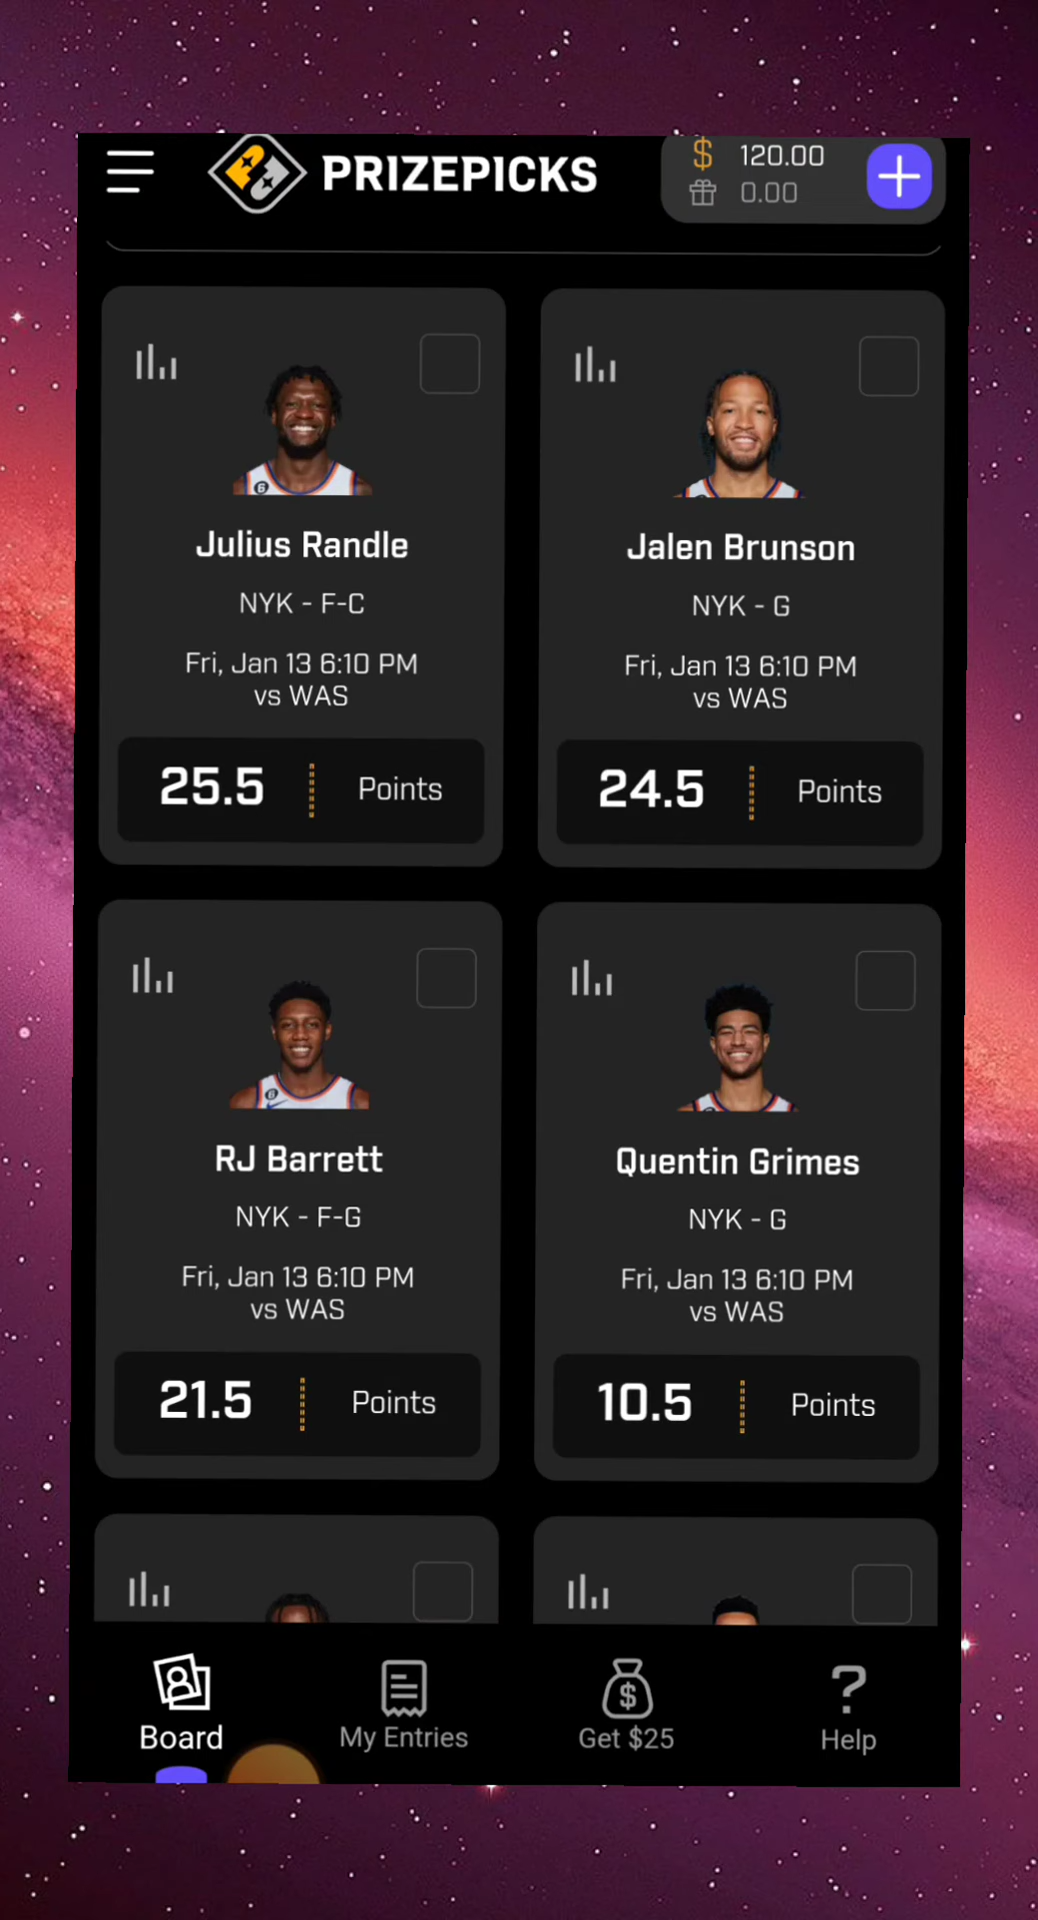 PRIZEPICKS
$ 120.00
0.00
Julius Randle
NYK - F-C
Fri, Jan 13 6:10 PM
vs WAS
25.5 Points
Jalen Brunson
NYK - G
Fri, Jan 13 6:10 PM
vs WAS
24.5 Points
RJ Barrett
NYK - F-G
Fri, Jan 13 6:10 PM
vs WAS
21.5 Points
Quentin Grimes
NYK - G
Fri, Jan 13 6:10 PM
vs WAS
10.5 Points
Board
My Entries
Get $25
Help